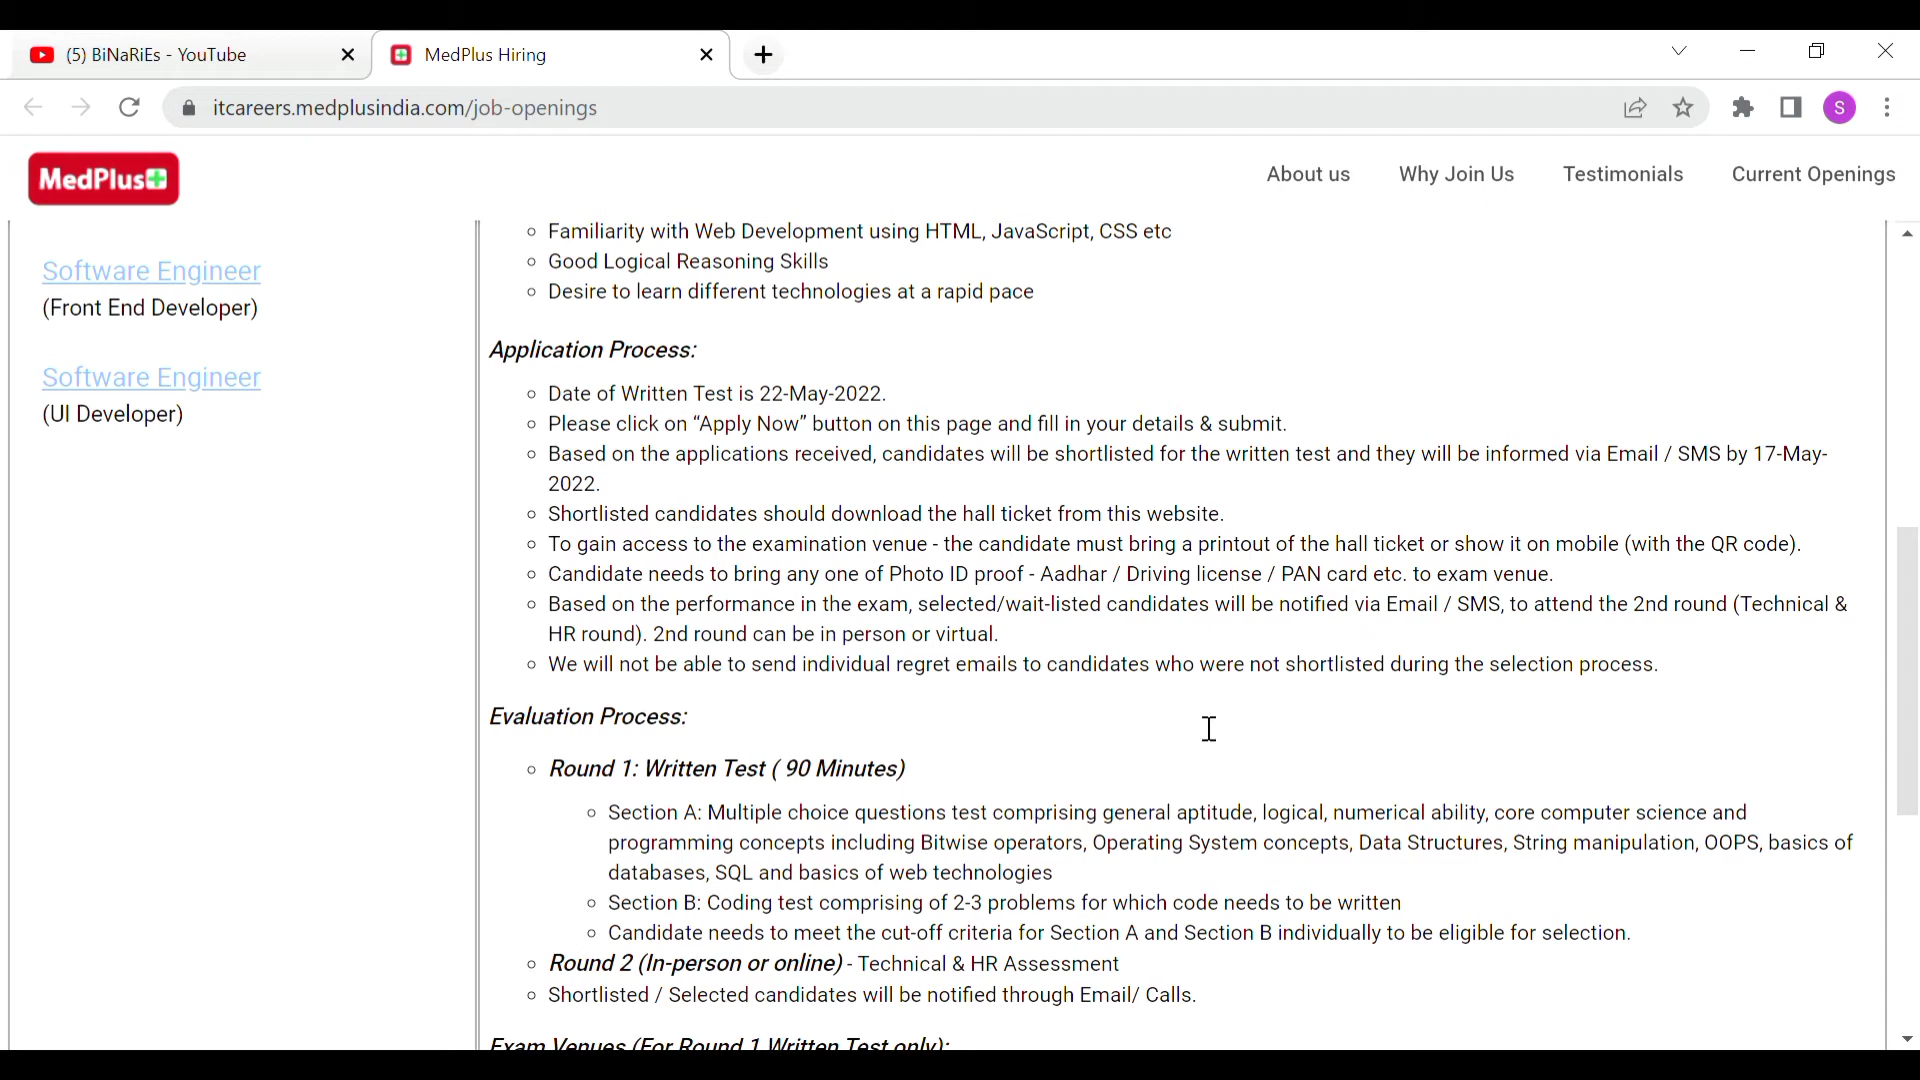 (5) BiNaRiEs - YouTube
MedPlus Hiring
itcareers.medplusindia.com/job-openings
S
MedPlus
About us
Why Join Us
Testimonials
Current Openings
Software Engineer
(Front End Developer)
Software Engineer
(UI Developer)
Familiarity with Web Development using HTML, JavaScript, CSS etc
Good Logical Reasoning Skills
Desire to learn different technologies at a rapid pace
Application Process:
Date of Written Test is 22-May-2022.
Please click on “Apply Now” button on this page and fill in your details & submit.
Based on the applications received, candidates will be shortlisted for the written test and they will be informed via Email / SMS by 17-May-
2022.
Shortlisted candidates should download the hall ticket from this website.
To gain access to the examination venue - the candidate must bring a printout of the hall ticket or show it on mobile (with the QR code).
Candidate needs to bring any one of Photo ID proof - Aadhar / Driving license / PAN card etc. to exam venue.
Based on the performance in the exam, selected/wait-listed candidates will be notified via Email / SMS, to attend the 2nd round (Technical &
HR round). 2nd round can be in person or virtual.
We will not be able to send individual regret emails to candidates who were not shortlisted during the selection process.
Evaluation Process:
Round 1: Written Test ( 90 Minutes)
Section A: Multiple choice questions test comprising general aptitude, logical, numerical ability, core computer science and
programming concepts including Bitwise operators, Operating System concepts, Data Structures, String manipulation, OOPS, basics of
databases, SQL and basics of web technologies
Section B: Coding test comprising of 2-3 problems for which code needs to be written
Candidate needs to meet the cut-off criteria for Section A and Section B individually to be eligible for selection.
Round 2 (In-person or online) - Technical & HR Assessment
Shortlisted / Selected candidates will be notified through Email/ Calls.
Exam Venues (For Round 1 Written Test only):